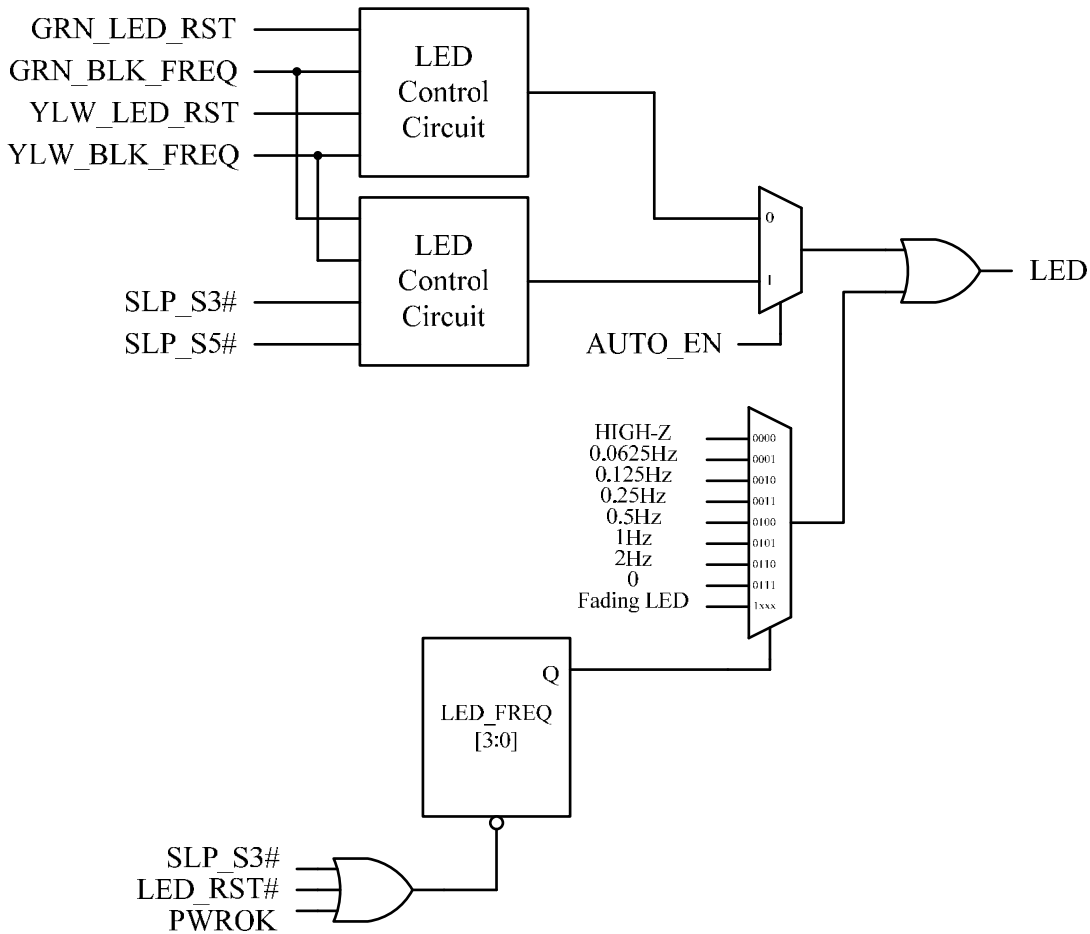 GRN_LED_RST
GRN_BLK_FREQ
YLW_LED_RST
YLW_BLK_FREQ
LED
Control
Circuit
LED
Control
Circuit
SLP_S3#
SLP_S5#
0
1
AUTO_EN
LED
HIGH-Z
0.0625Hz
0.125Hz
0.25Hz
0.5Hz
1Hz
2Hz
0
Fading LED
0000
0001
0010
0011
0100
0101
0110
0111
1xxx
Q
LED_FREQ
[3:0]
SLP_S3#
LED_RST#
PWROK